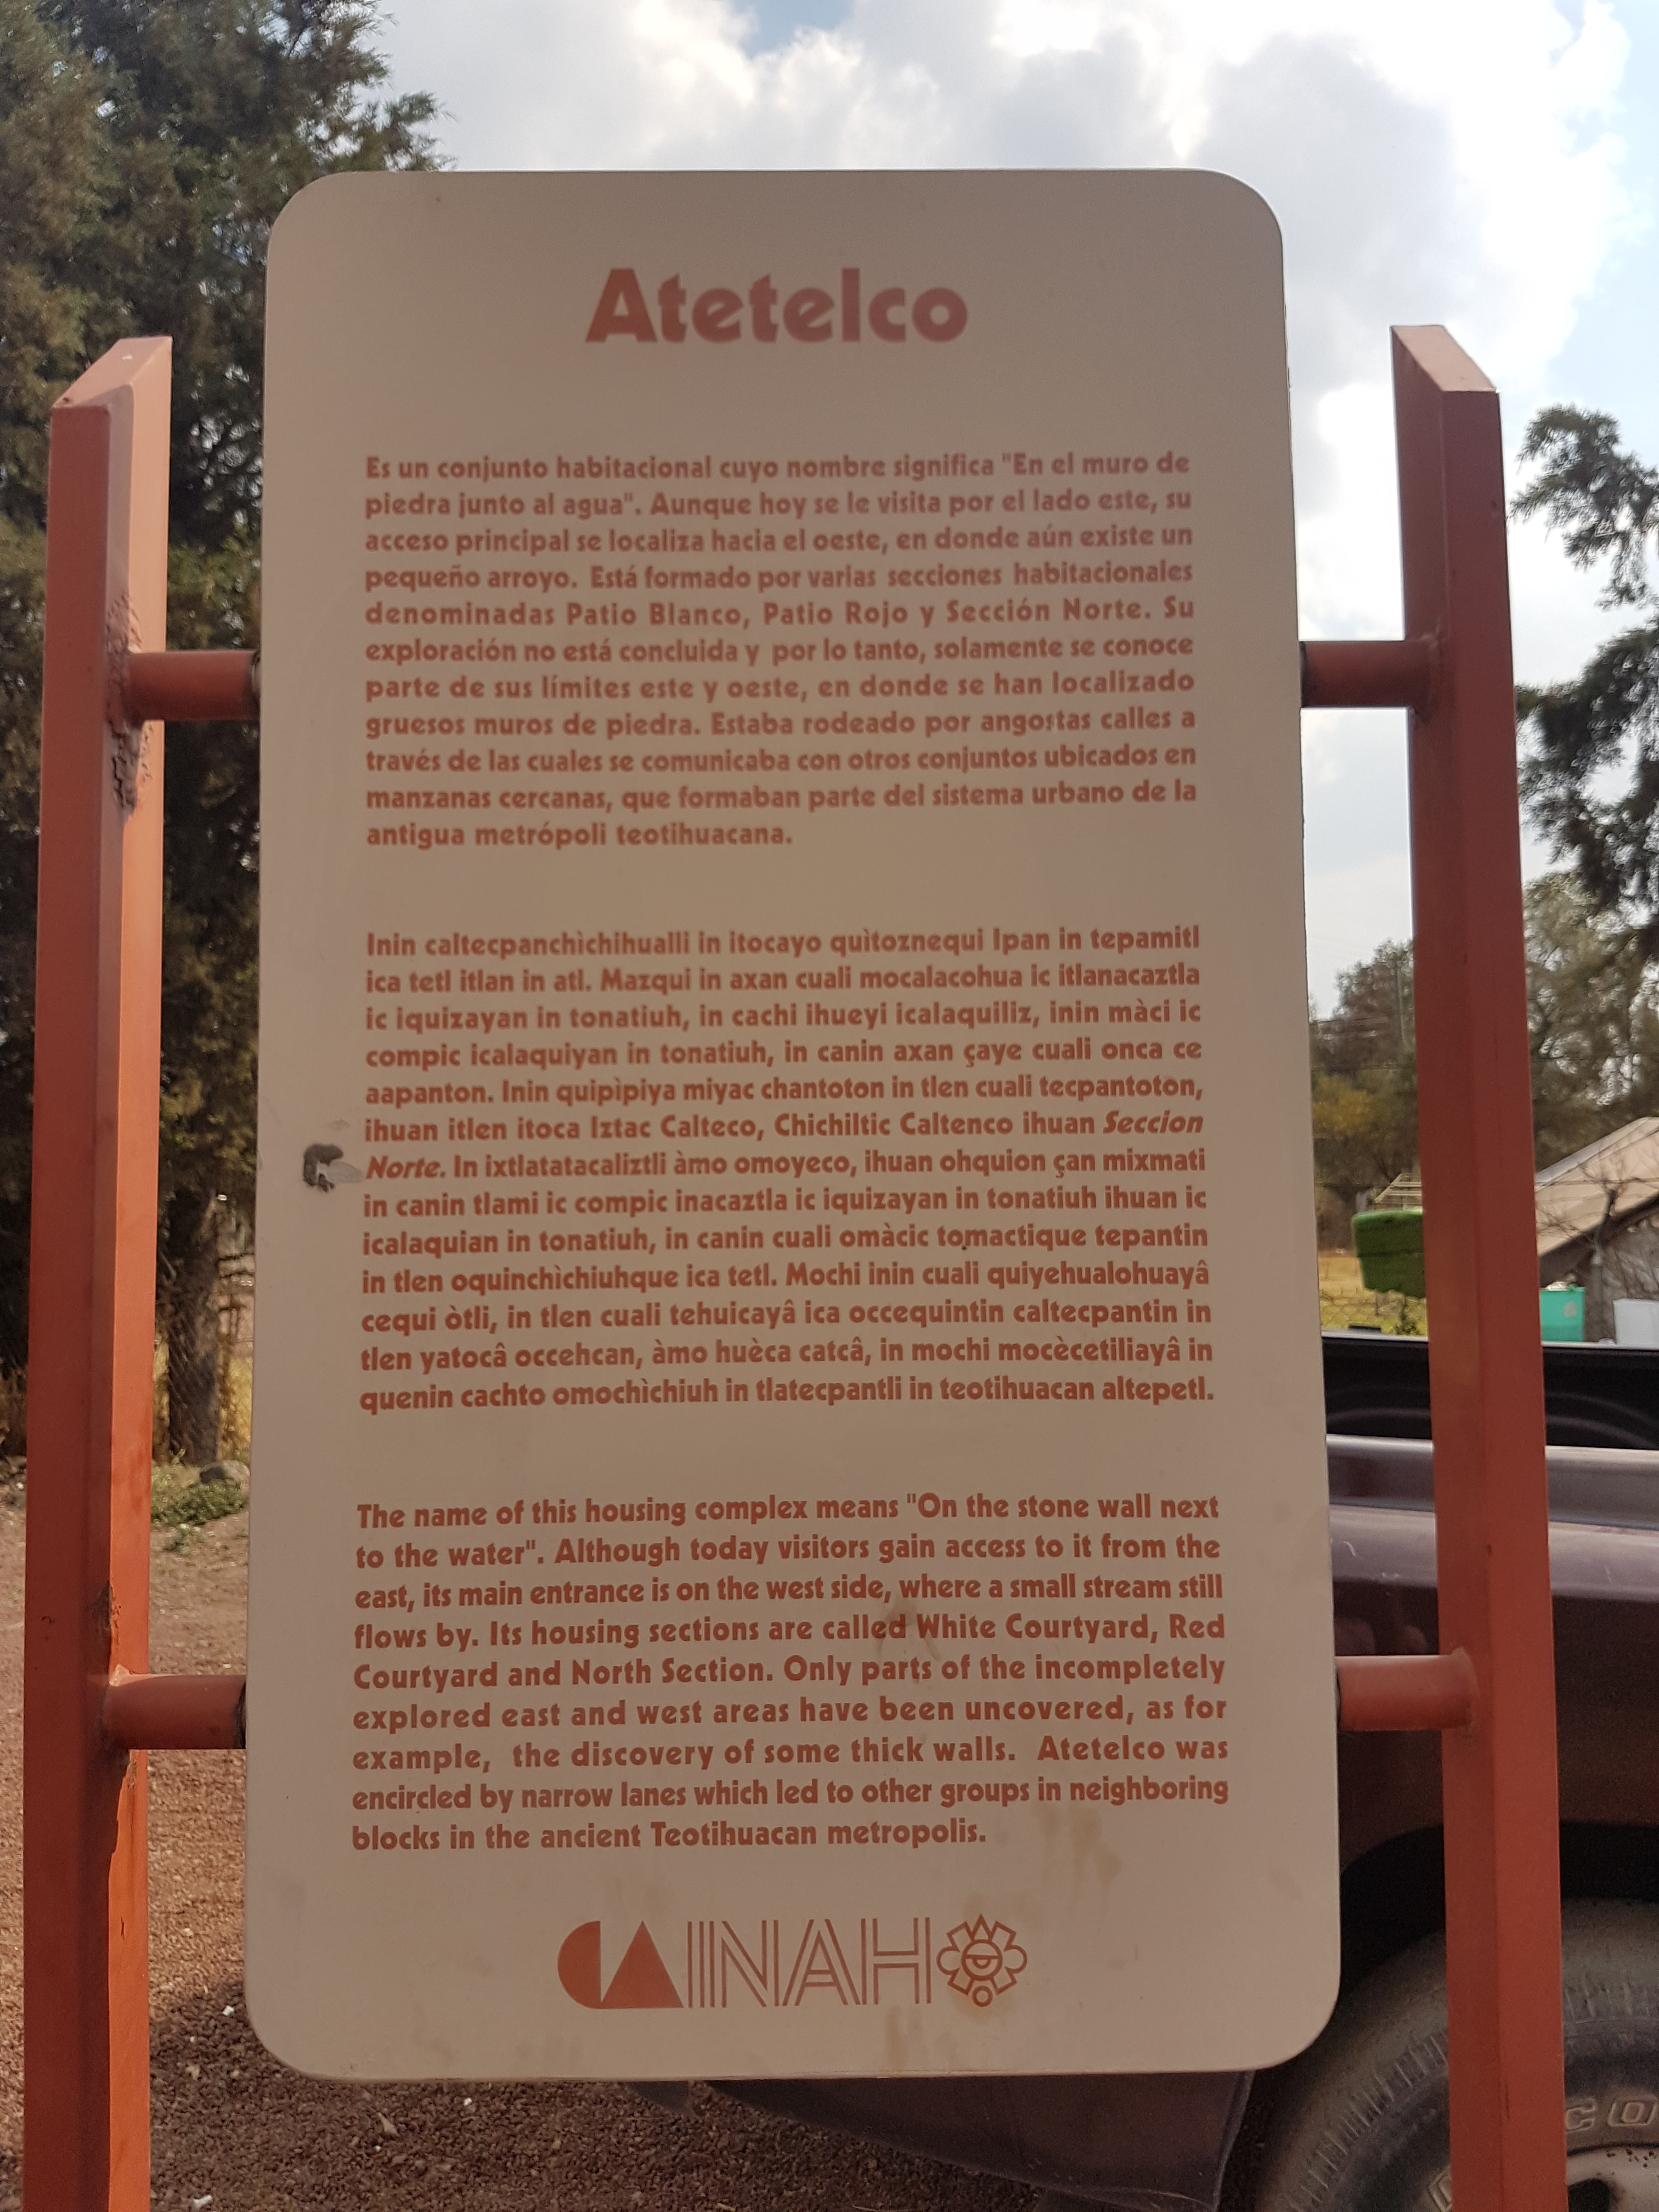 Atetelco
Es un conjunto habitacional cuyo nombre significa "En el muro de
piedra junto al agua". Aunque hoy se le visita por el lado este, su
acceso principal se localiza hacia el oeste, en donde aún existe un
pequeño arroyo. Está formado por varias secciones habitacionales
denominadas Patio Blanco, Patio Rojo y Sección Norte. Su
exploración no está concluida y por lo tanto, solamente se conoce
parte de sus límites este y oeste, en donde se han localizado
gruesos muros de piedra. Estaba rodeado por angostas calles a
través de las cuales se comunicaba con otros conjuntos ubicados en
manzanas cercanas, que formaban parte del sistema urbano de la
antigua metrópoli teotihuacana.
Inin caltecpanchìchihualli in itocayo quìtoznequi Ipan in tepamitl
ica tetl itlan in atl. Mazqui in axan cuali mocalacohua ic itlanacaztla
ic iquizayan in tonatiuh, in cachi ihueyi icalaquiliz, inin màci ic
compic icalaquiyan in tonatiuh, in canin axan çaye cuali onca ce
aapanton. Inin quipìpiya miyac chantoton in tlen cuali tecpantoton,
ihuan itlen itoca Iztac Calteco, Chichiltic Caltenco ihuan Seccion
Norte. In ixtlatatacaliztli àmo omoyeco, ihuan ohquion çan mixmati
in canin tlami ic compic inacaztla ic iquizayan in tonatiuh ihuan ic
icalaquian in tonatiuh, in canin cuali omàcic tomactique tepantin
in tlen oquinchìchiuhque ica tetl. Mochi inin cuali quiyehualohuayâ
cequi òtli, in tlen cuali tehuicayâ ica occequintin caltecpantin in
tlen yatocâ occehcan, àmo huèca catcâ, in mochi mocècetiliayâ in
quenin cachto omochìchiuh in tlatecpantli in teotihuacan altepetl.
The name of this housing complex means "On the stone wall next
to the water". Although today visitors gain access to it from the
east, its main entrance is on the west side, where a small stream still
flows by. Its housing sections are called White Courtyard, Red
Courtyard and North Section. Only parts of the incompletely
explored east and west areas have been uncovered, as for
example, the discovery of some thick walls. Atetelco was
encircled by narrow lanes which led to other groups in neighboring
blocks in the ancient Teotihuacan metropolis.
CA INAH